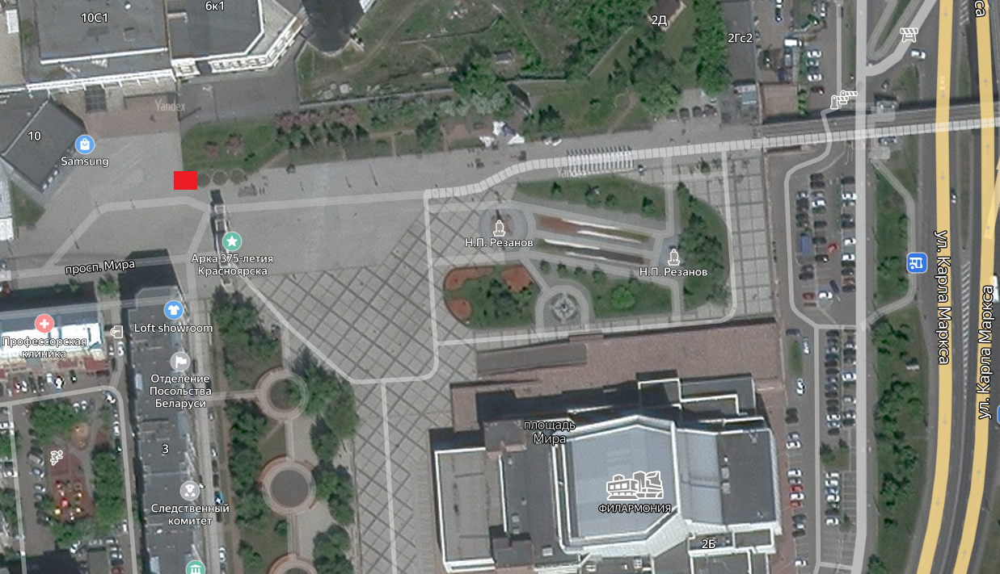 10С1
6к1
2Д
2Гс2
са
Yandex
10
Samsung
Yandex
Н.П. Резанов
просп. Мира
Арка 375-летия
Красноярска
Н.П. Резанов
ул. Карла Маркса
ул. Карла Маркса
Loft showroom
Профессорская
клиника
Отделение
Посольства
Беларуси
площадь
Мира
3
ФИЛАРМОНИЯ
Следственный
комитет
2Б